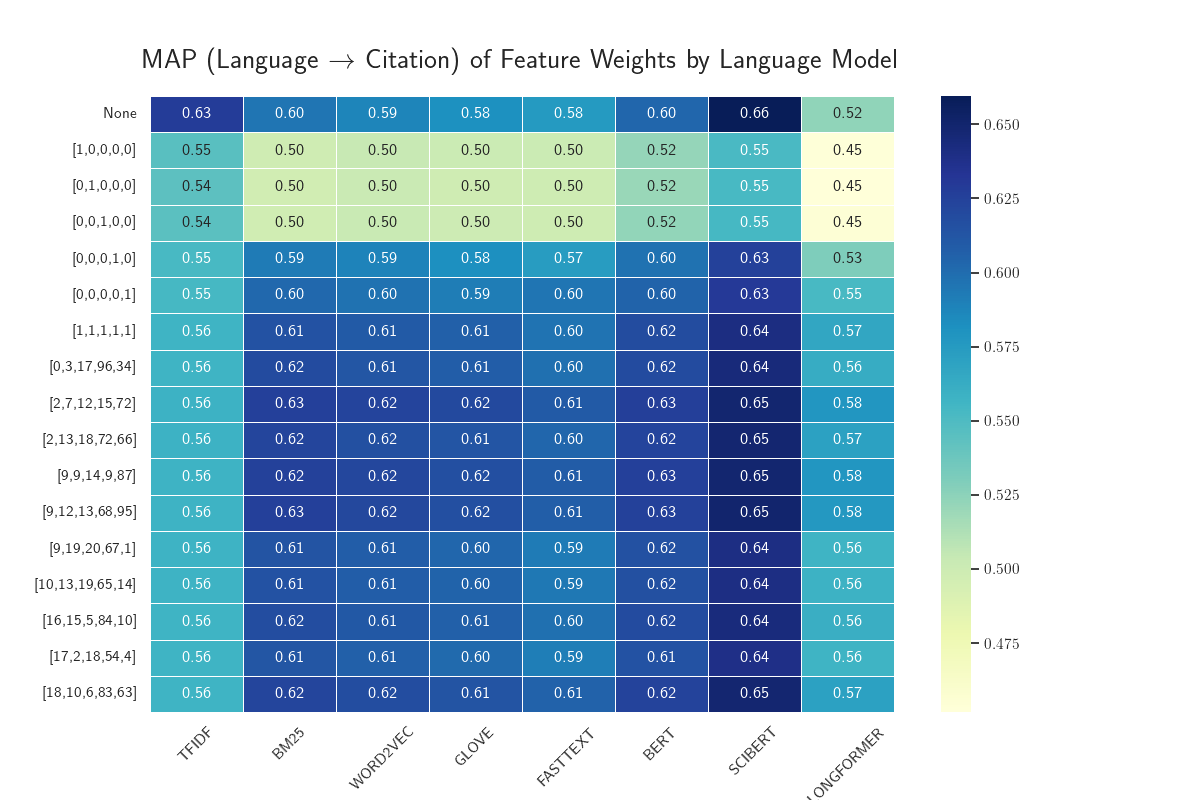 MAP (Language → Citation) of Feature Weights by Language Model
None 0.63 0.60 0.59 0.58 0.58 0.60 0.66 0.52
[1,0,0,0,0] 0.55 0.50 0.50 0.50 0.50 0.52 0.55 0.45
[0,1,0,0,0] 0.54 0.50 0.50 0.50 0.50 0.52 0.55 0.45
[0,0,1,0,0] 0.54 0.50 0.50 0.50 0.50 0.52 0.55 0.45
[0,0,0,1,0] 0.55 0.59 0.59 0.58 0.57 0.60 0.63 0.53
[0,0,0,0,1] 0.55 0.60 0.60 0.59 0.60 0.60 0.63 0.55
[1,1,1,1,1] 0.56 0.61 0.61 0.61 0.60 0.62 0.64 0.57
[0,3,17,96,34] 0.56 0.62 0.61 0.61 0.60 0.62 0.64 0.56
[2,7,12,15,72] 0.56 0.63 0.62 0.62 0.61 0.63 0.65 0.58
[2,13,18,72,66] 0.56 0.62 0.62 0.61 0.60 0.62 0.65 0.57
[9,9,14,9,87] 0.56 0.62 0.62 0.62 0.61 0.63 0.65 0.58
[9,12,13,68,95] 0.56 0.63 0.62 0.62 0.61 0.63 0.65 0.58
[9,19,20,67,1] 0.56 0.61 0.61 0.60 0.59 0.62 0.64 0.56
[10,13,19,65,14] 0.56 0.61 0.61 0.60 0.59 0.62 0.64 0.56
[16,15,5,84,10] 0.56 0.62 0.61 0.61 0.60 0.62 0.64 0.56
[17,2,18,54,4] 0.56 0.61 0.61 0.60 0.59 0.61 0.64 0.56
[18,10,6,83,63] 0.56 0.62 0.62 0.61 0.61 0.62 0.65 0.57
TFIDF BM25 WORD2VEC GLOVE FASTTEXT BERT SCIBERT LONGFORMER
0.650
0.625
0.600
0.575
0.550
0.525
0.500
0.475